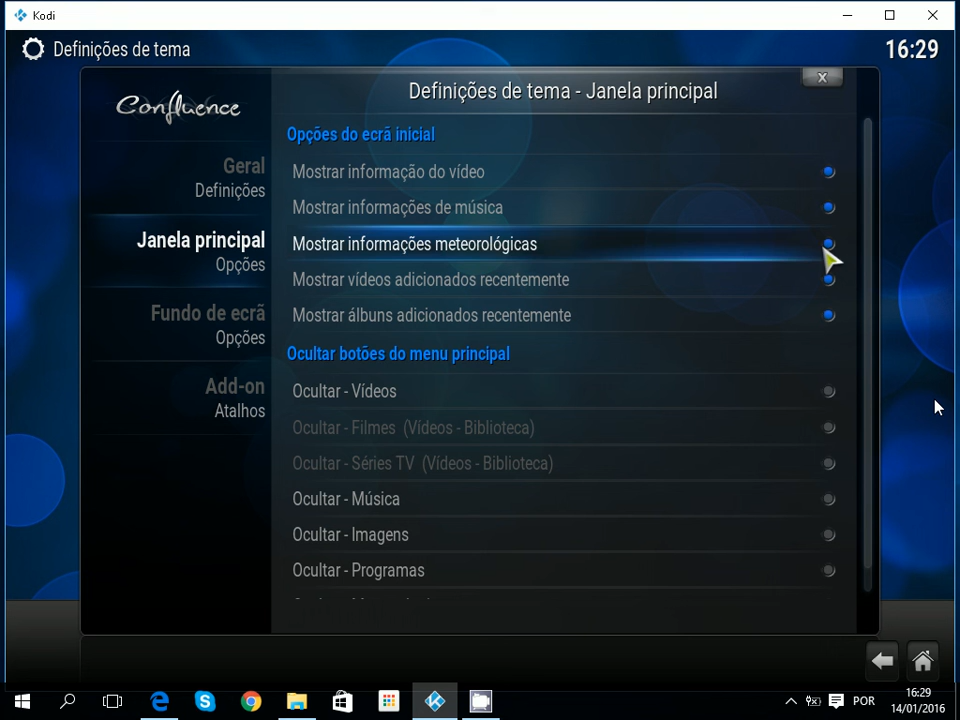 Kodi
Definições de tema
16:29
Confluence
Definições de tema - Janela principal
X
Geral
Definições
Janela principal
Opções
Fundo de ecrã
Opções
Add-on
Atalhos
Opções do ecrã inicial
Mostrar informação do vídeo
Mostrar informações de música
Mostrar informações meteorológicas
Mostrar vídeos adicionados recentemente
Mostrar álbuns adicionados recentemente
Ocultar botões do menu principal
Ocultar - Vídeos
Ocultar - Filmes (Vídeos - Biblioteca)
Ocultar - Séries TV (Vídeos - Biblioteca)
Ocultar - Música
Ocultar - Imagens
Ocultar - Programas
POR
16:29
14/01/2016